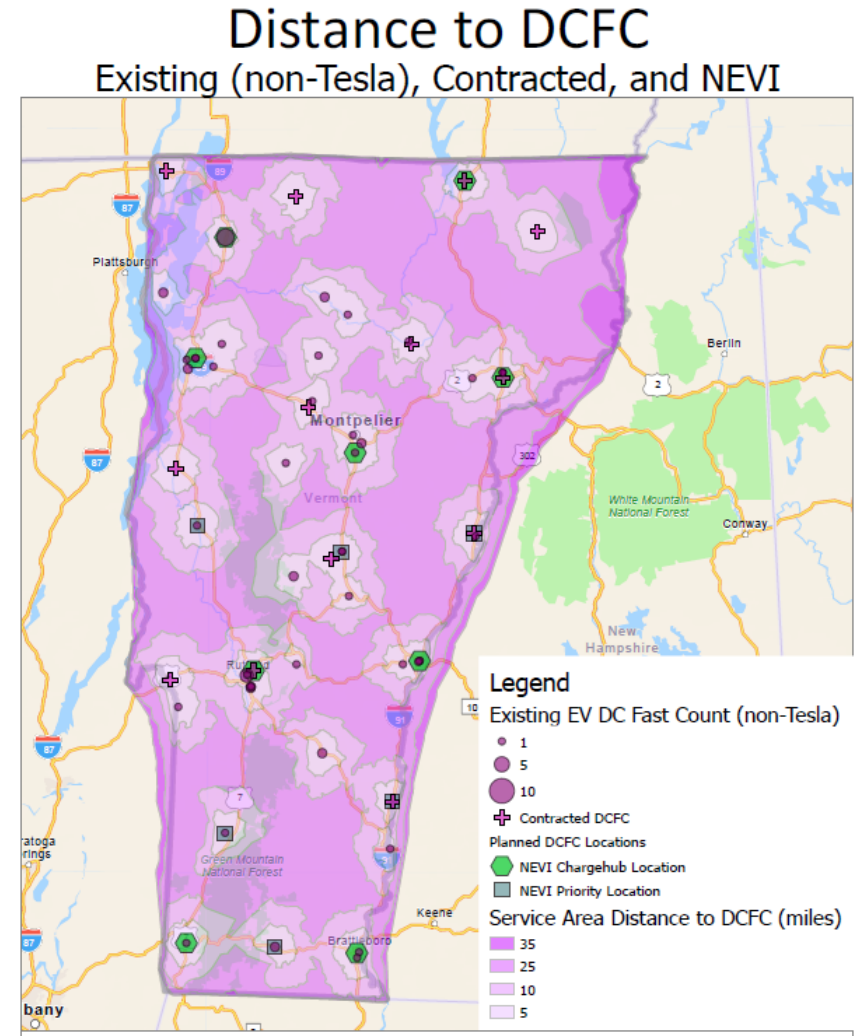 Distance to DCFC
Existing (non-Tesla), Contracted, and NEVI
89
87
Plattsburgh
Berlin
2
2
Montpelier
87
302
Vermont
White Mountain
National Forest
Conway
New
Hampshire
10
91
87
7
Green Mountain
National Forest
91
Keene
87
Brattleboro
bany
Legend
Existing EV DC Fast Count (non-Tesla)
1
5
10
Contracted DCFC
Planned DCFC Locations
NEVI Chargehub Location
NEVI Priority Location
Service Area Distance to DCFC (miles)
35
25
10
5